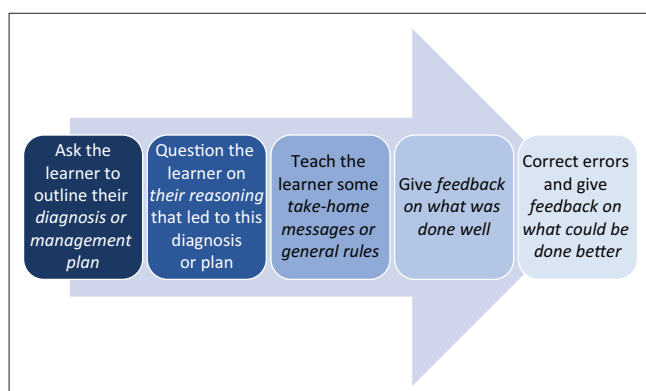 Ask the
learner to
outline their
diagnosis or
management
plan
Question the
learner on
their reasoning
that led to this
diagnosis
or plan
Teach the
learner some
take-home
messages or
general rules
Give feedback
on what was
done well
Correct errors
and give
feedback on
what could be
done better